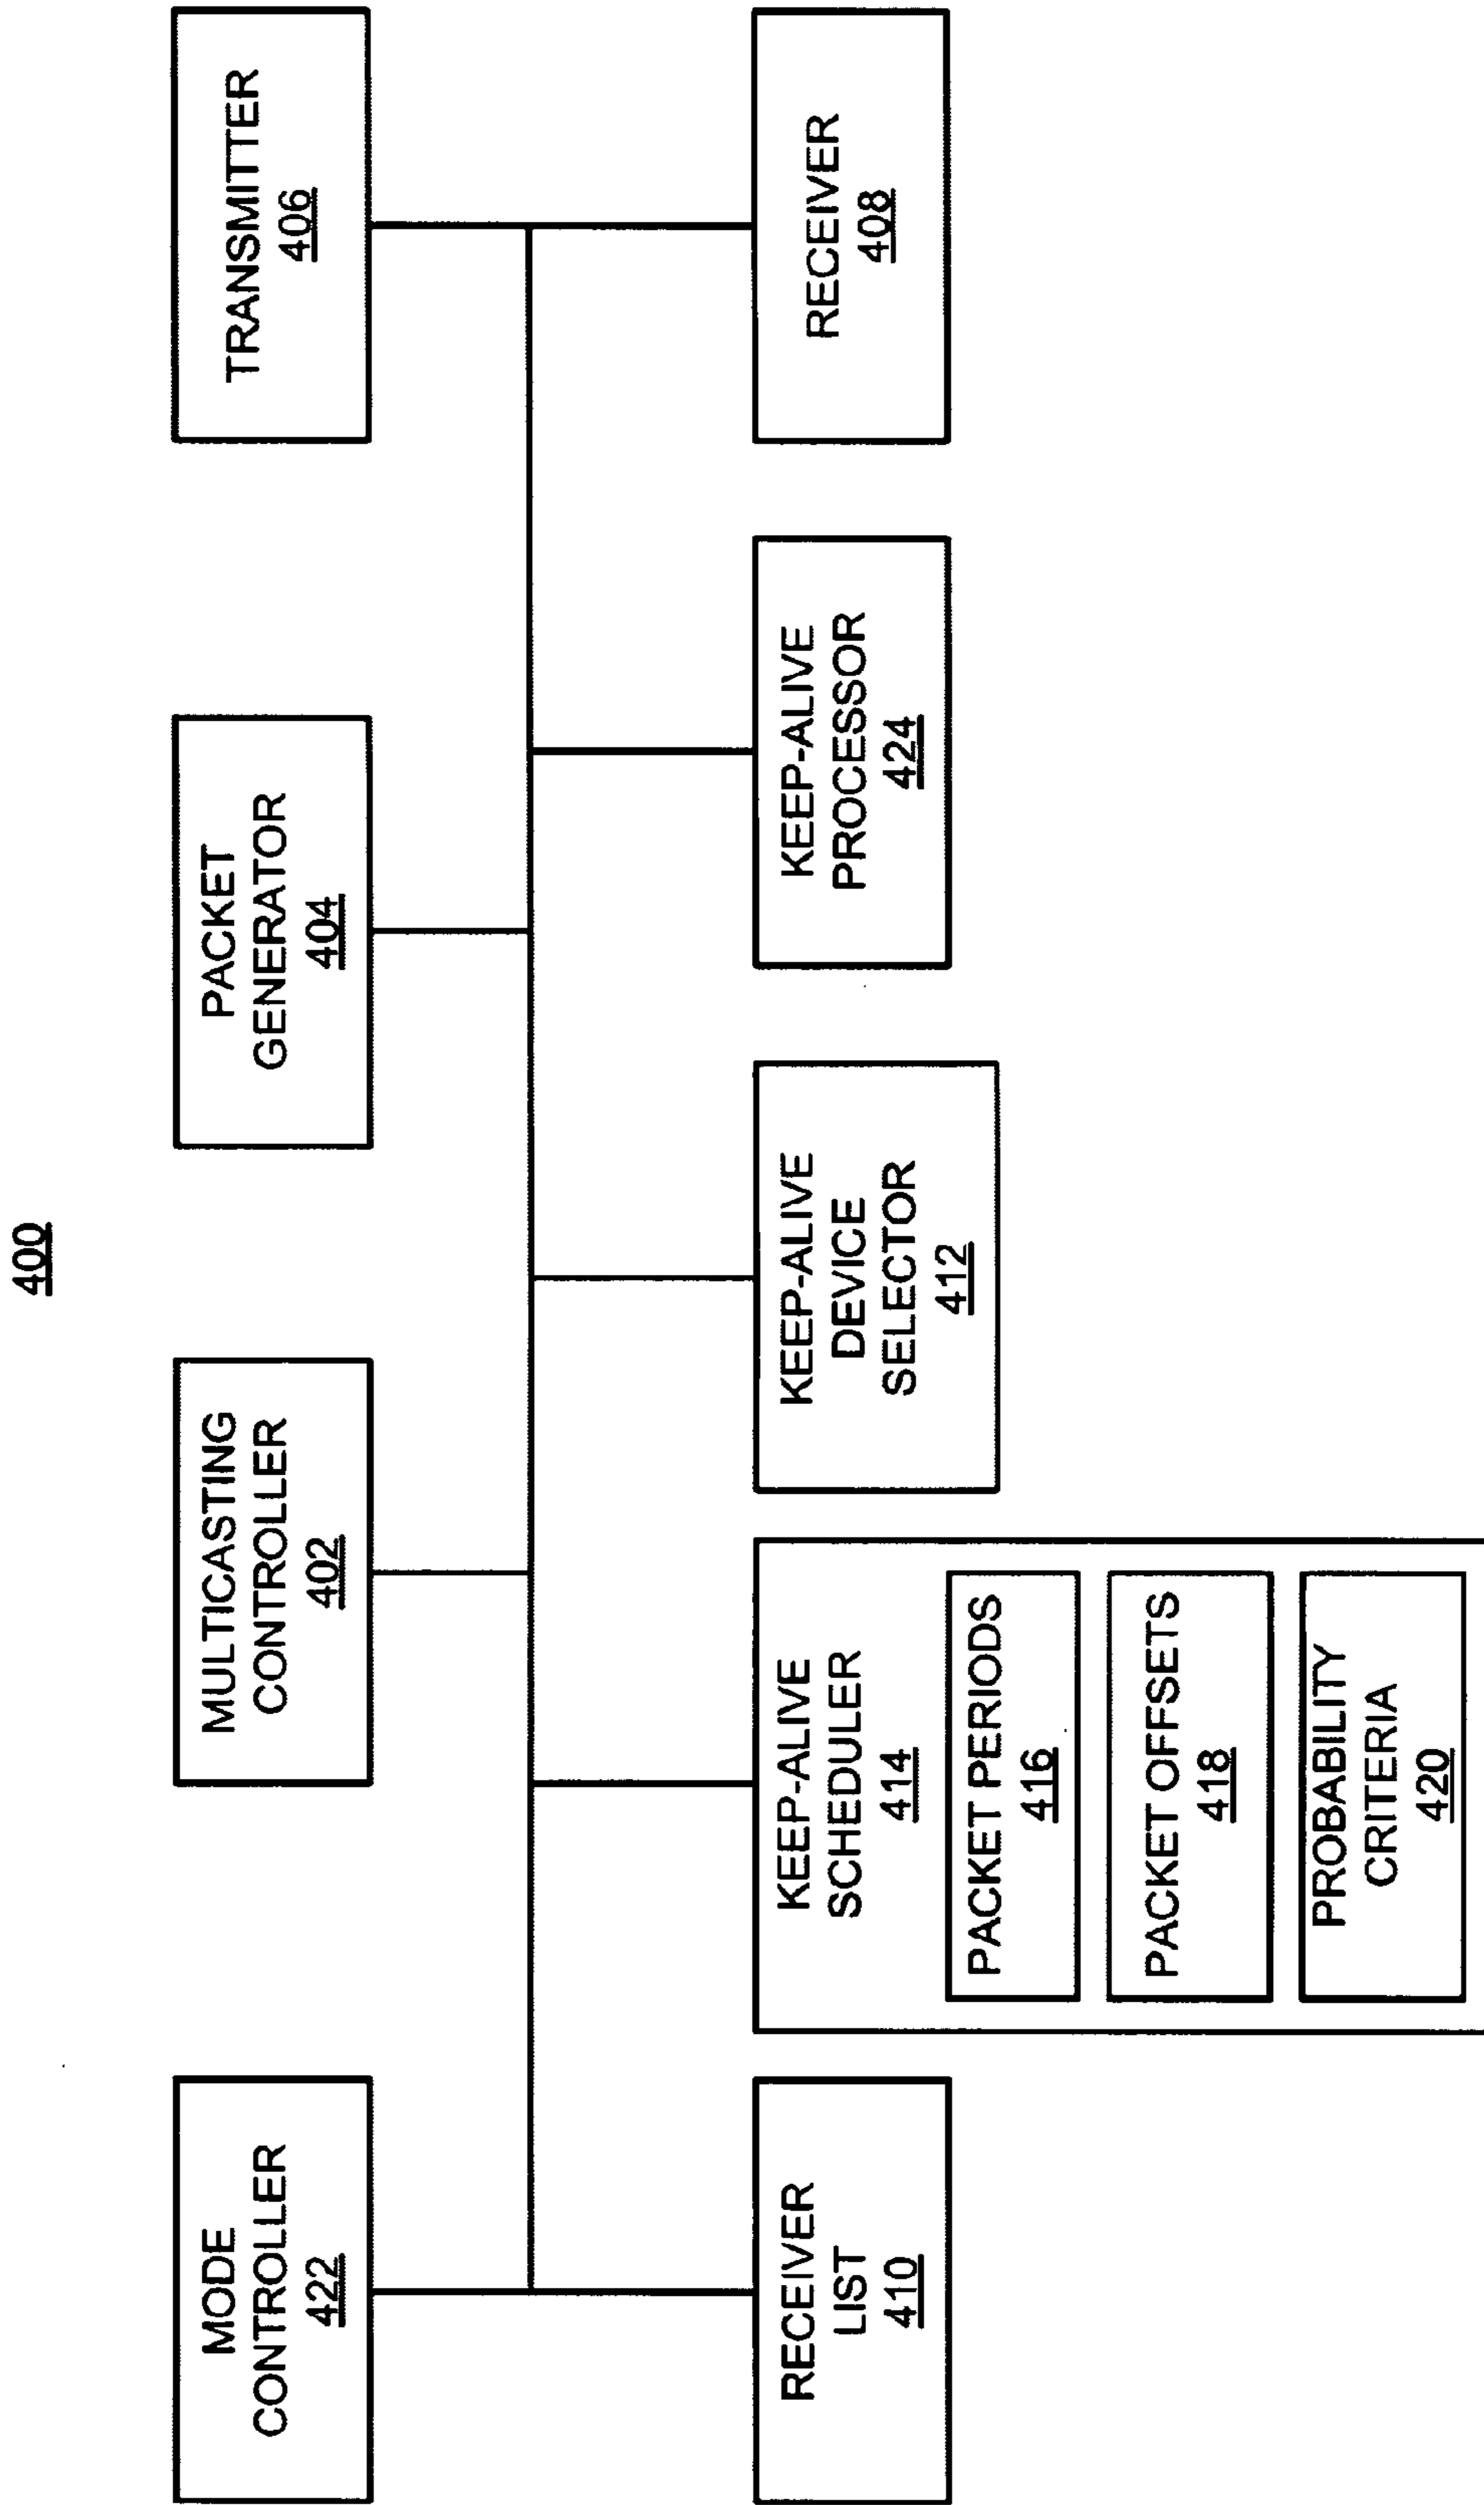 400
MODE
CONTROLLER
422
MULTICASTING
CONTROLLER
402
PACKET
GENERATOR
404
TRANSMITTER
406
RECEIVER
LIST
410
KEEP-ALIVE
SCHEDULER
414
PACKET PERIODS
416
PACKET OFFSETS
418
PROBABILITY
CRITERIA
420
KEEP-ALIVE
DEVICE
SELECTOR
412
KEEP-ALIVE
PROCESSOR
424
RECEIVER
408